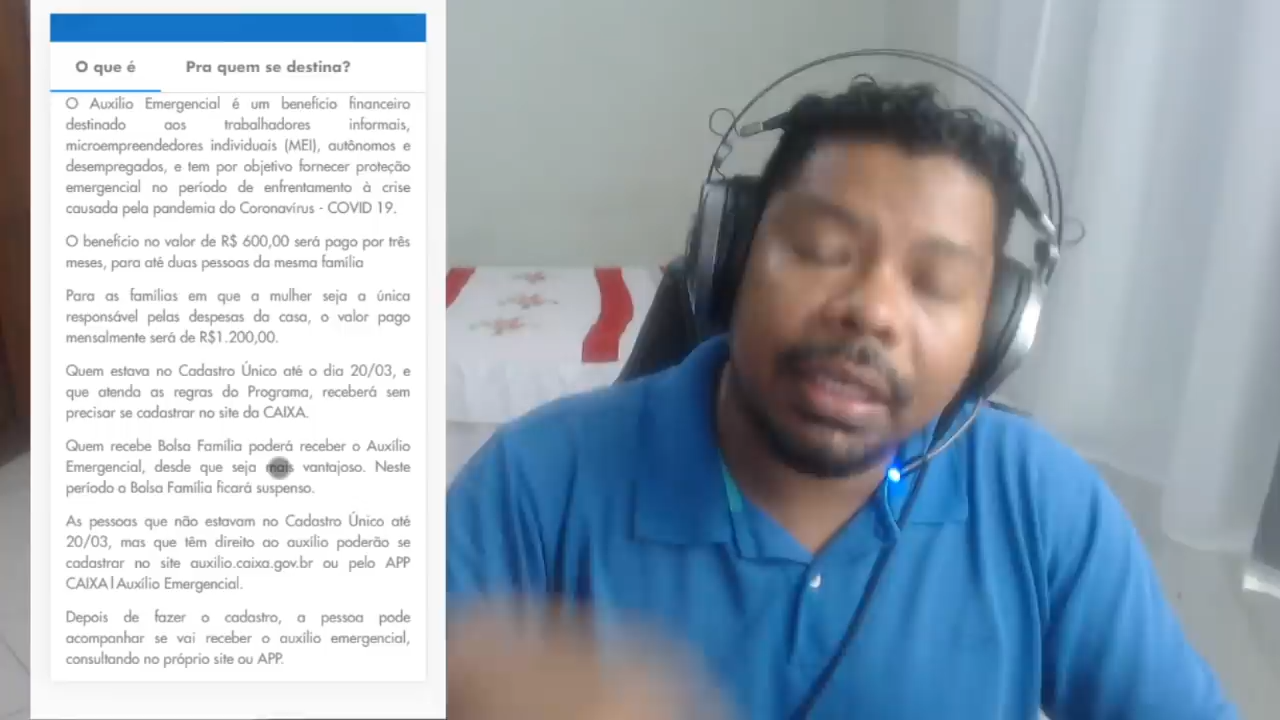 O que é
Pra quem se destina?
O Auxílio Emergencial é um benefício financeiro
destinado aos trabalhadores informais,
microempreendedores individuais (MEI), autônomos e
desempregados, e tem por objetivo fornecer proteção
emergencial no período de enfrentamento à crise
causada pela pandemia do Coronavírus - COVID 19.
O benefício no valor de R$ 600,00 será pago por três
meses, para até duas pessoas da mesma família
Para as famílias em que a mulher seja a única
responsável pelas despesas da casa, o valor pago
mensalmente será de R$1.200,00.
Quem estava no Cadastro Único até o dia 20/03, e
que atenda as regras do Programa, receberá sem
precisar se cadastrar no site da CAIXA.
Quem recebe Bolsa Família poderá receber o Auxílio
Emergencial, desde que seja mais vantajoso. Neste
período o Bolsa Família ficará suspenso.
As pessoas que não estavam no Cadastro Único até
20/03, mas que têm direito ao auxílio poderão se
cadastrar no site auxilio.caixa.gov.br ou pelo APP
CAIXA|Auxílio Emergencial.
Depois de fazer o cadastro, a pessoa pode
acompanhar se vai receber o auxílio emergencial,
consultando no próprio site ou APP.